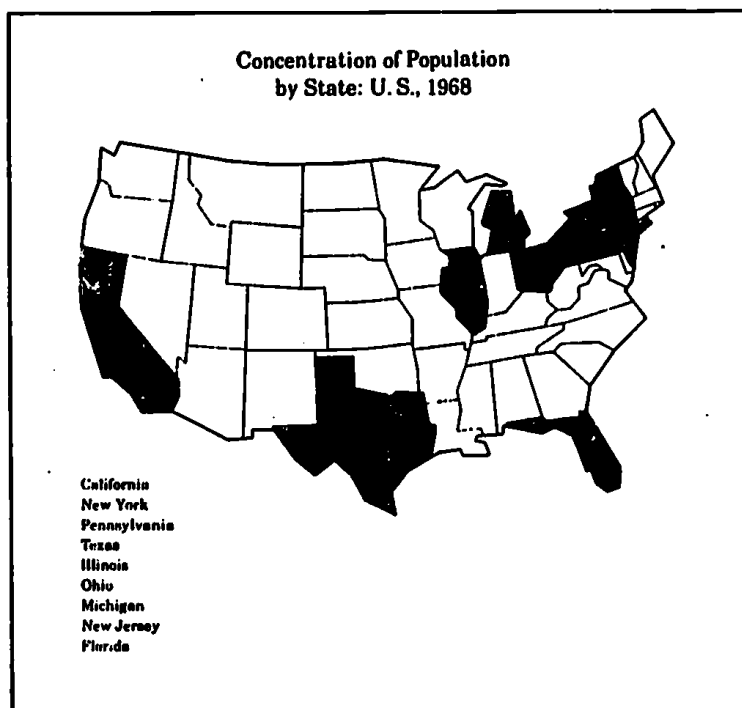 Concentration of Population
by State: U. S., 1968
California
New York
Pennsylvania
Texas
Illinois
Ohio
Michigan
New Jersey
Florida